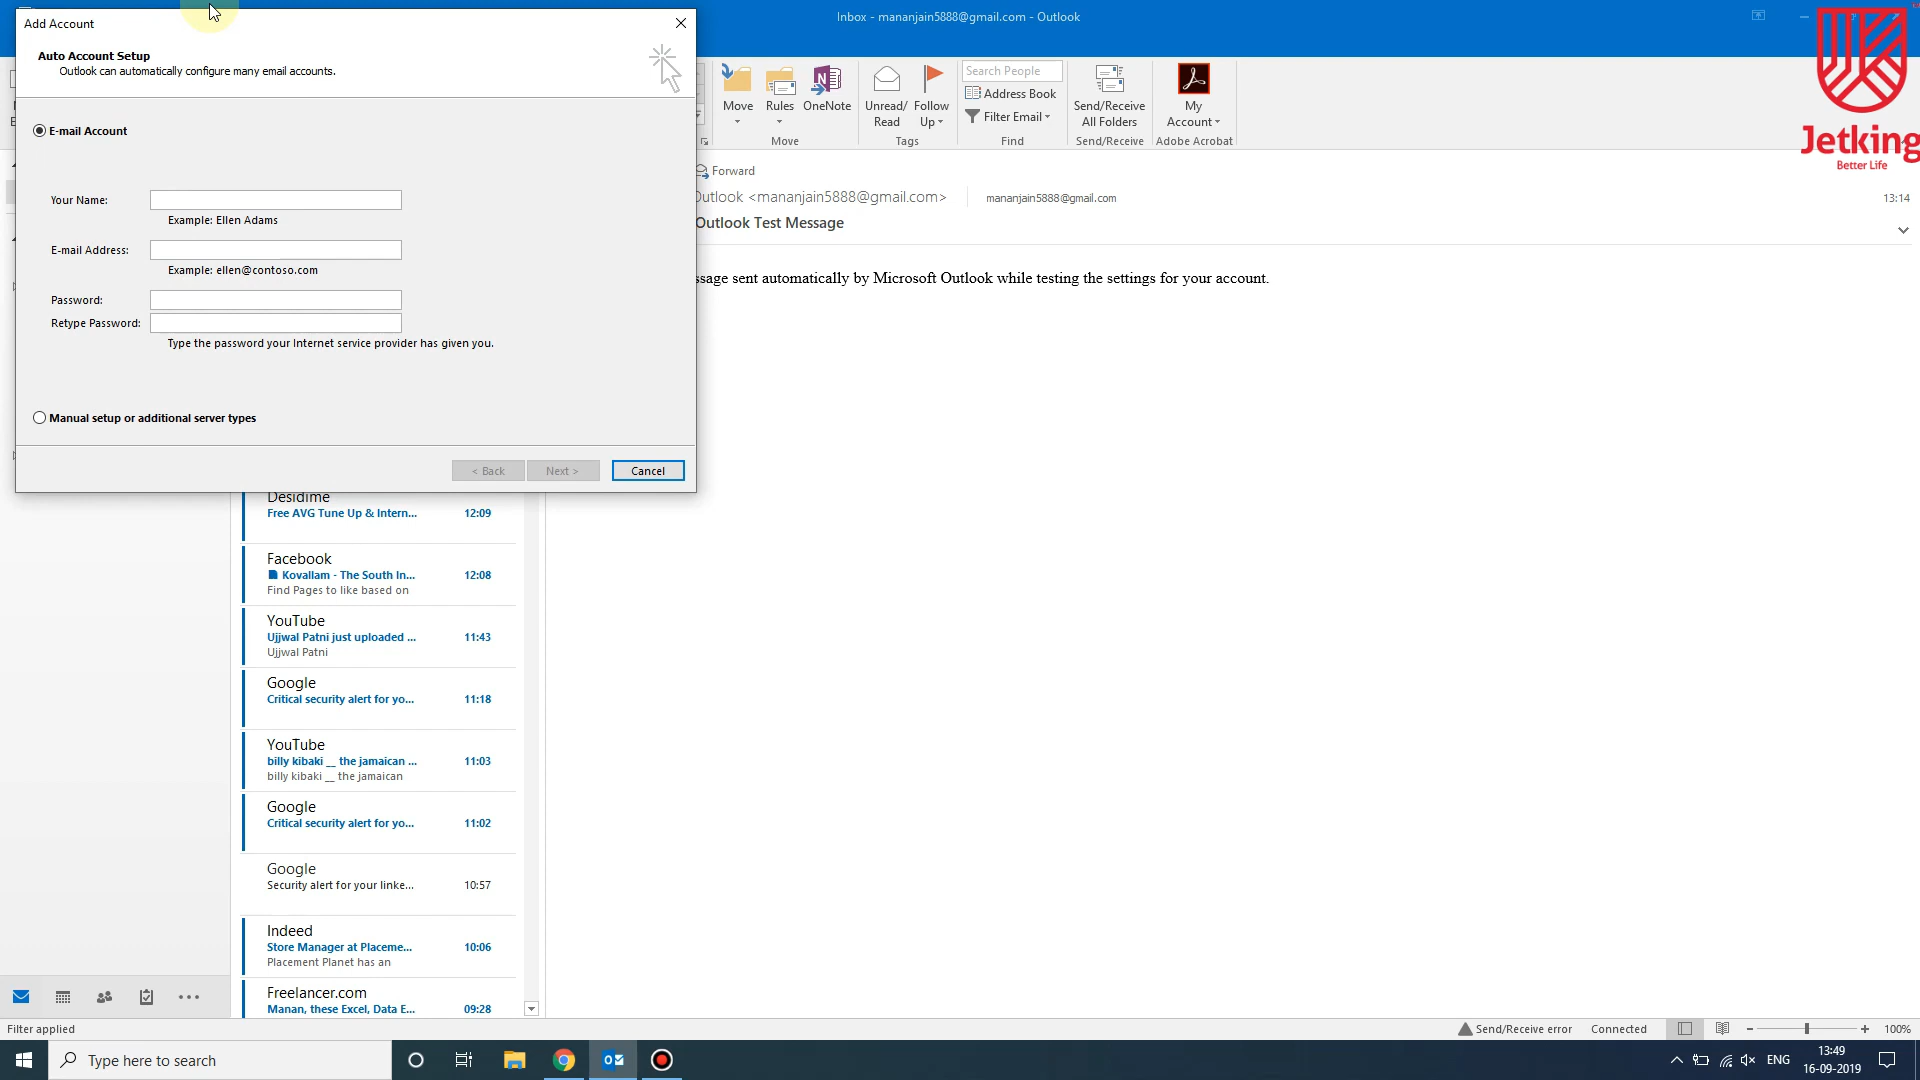 Inbox - mananjain5888@gmail.com - Outlook
Add Account
Auto Account Setup
Outlook can automatically configure many email accounts.
E-mail Account
Your Name:
Example: Ellen Adams
E-mail Address:
Example: ellen@contoso.com
Password:
Retype Password:
Type the password your Internet service provider has given you.
Manual setup or additional server types
< Back
Next >
Cancel
Move
Rules
OneNote
Move
Unread/
Read
Follow
Up
Tags
Search People
Address Book
Filter Email
Find
Send/Receive
All Folders
Send/Receive
My
Account
Adobe Acrobat
Jetking
Better Life
Forward
Outlook <mananjain5888@gmail.com>
mananjain5888@gmail.com
13:14
Outlook Test Message
ssage sent automatically by Microsoft Outlook while testing the settings for your account.
Desidime
Free AVG Tune Up & Intern... 12:09
Facebook
Kovallam - The South In... 12:08
Find Pages to like based on
YouTube
Ujjwal Patni just uploaded ... 11:43
Ujjwal Patni
Google
Critical security alert for yo... 11:18
YouTube
billy kibaki __ the jamaican ... 11:03
billy kibaki __ the jamaican
Google
Critical security alert for yo... 11:02
Google
Security alert for your linke... 10:57
Indeed
Store Manager at Placeme... 10:06
Placement Planet has an
Freelancer.com
Manan, these Excel, Data E... 09:28
Filter applied
Send/Receive error
Connected
100%
Type here to search
ENG
13:49
16-09-2019